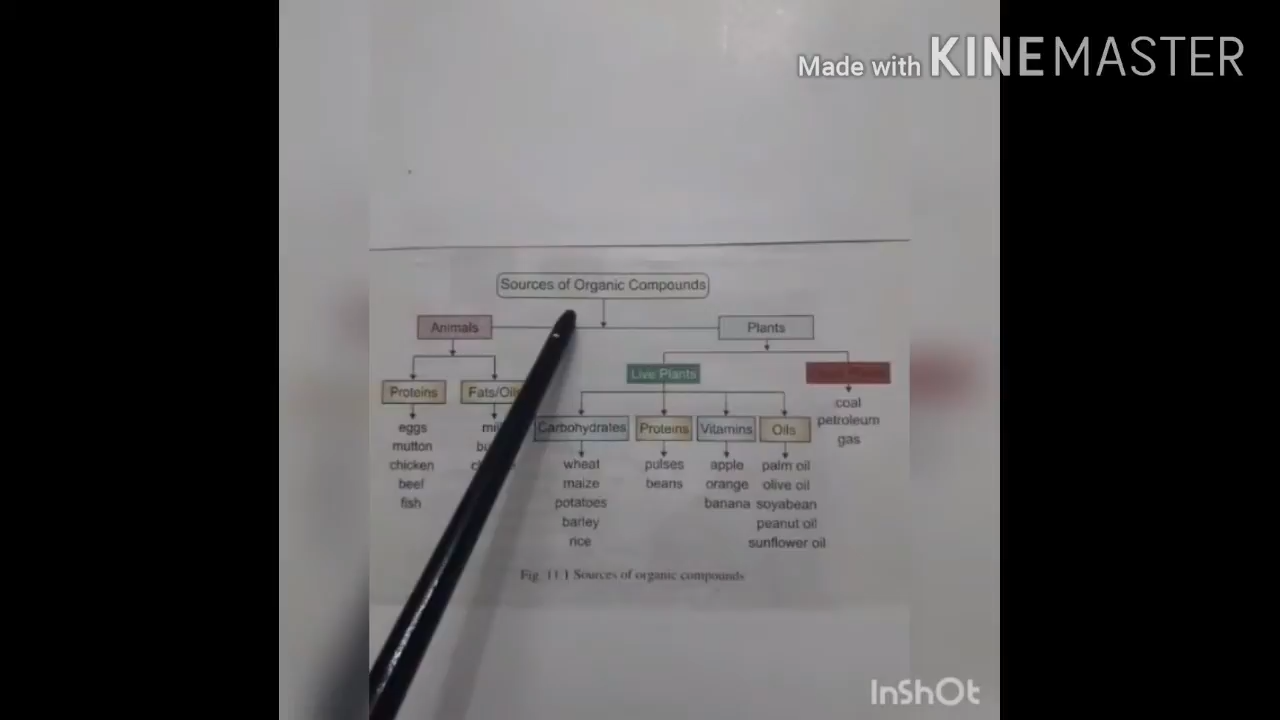 Made with KINEMASTER
Sources of Organic Compounds
Animals
Plants
Live Plants
Proteins
eggs
mutton
chicken
beef
fish
Carbohydrates
wheat
maize
potatoes
barley
rice
Proteins
pulses
beans
Vitamins
apple
orange
banana
Oils
palm oil
olive oil
soyabean
peanut oil
sunflower oil
coal
petroleum
gas
Fig. 11.1 Sources of organic compounds
InShOt